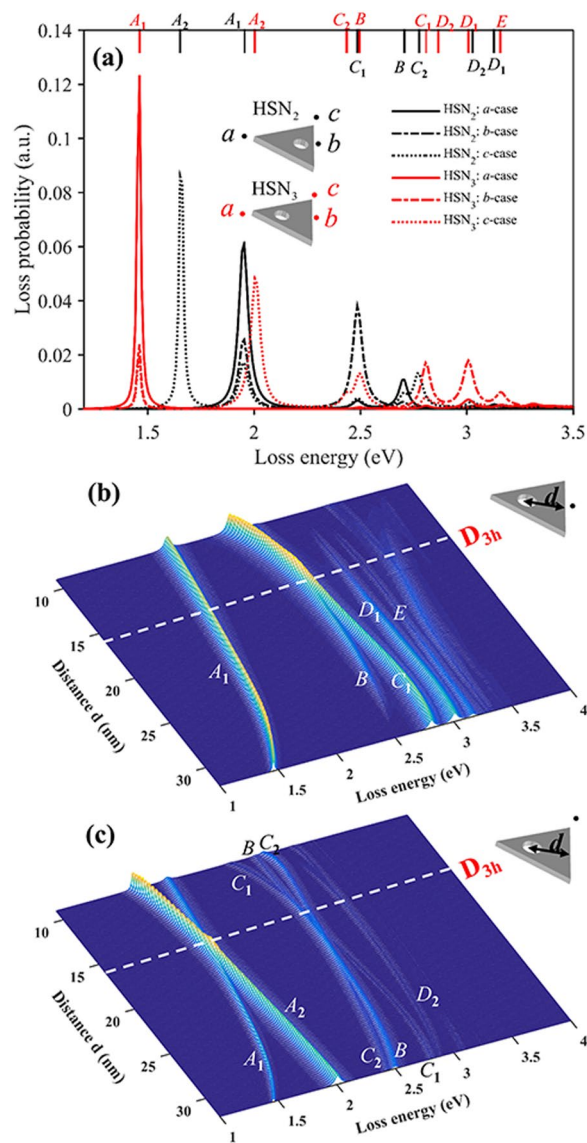 A1 A2 A1 A2 C2 B C1 D2 D1 E
C1 B C2 D2 D1
0.14
(a)
0.12
0.1
0.08
0.06
0.04
0.02
0
Loss probability (a.u.)
HSN2
c
a
b
HSN3
c
a
b
HSN2: a-case
HSN2: b-case
HSN2: c-case
HSN3: a-case
HSN3: b-case
HSN3: c-case
1.5 2 2.5 3 3.5
Loss energy (eV)
(b)
d
D3h
10
15
20
25
30
Distance d (nm)
A1
B
C1
D1
E
1 1.5 2 2.5 3 3.5 4
Loss energy (eV)
(c)
d
D3h
B C2
C1
10
15
20
25
30
Distance d (nm)
A2
A1
D2
C2 B
C1
1 1.5 2 2.5 3 3.5 4
Loss energy (eV)